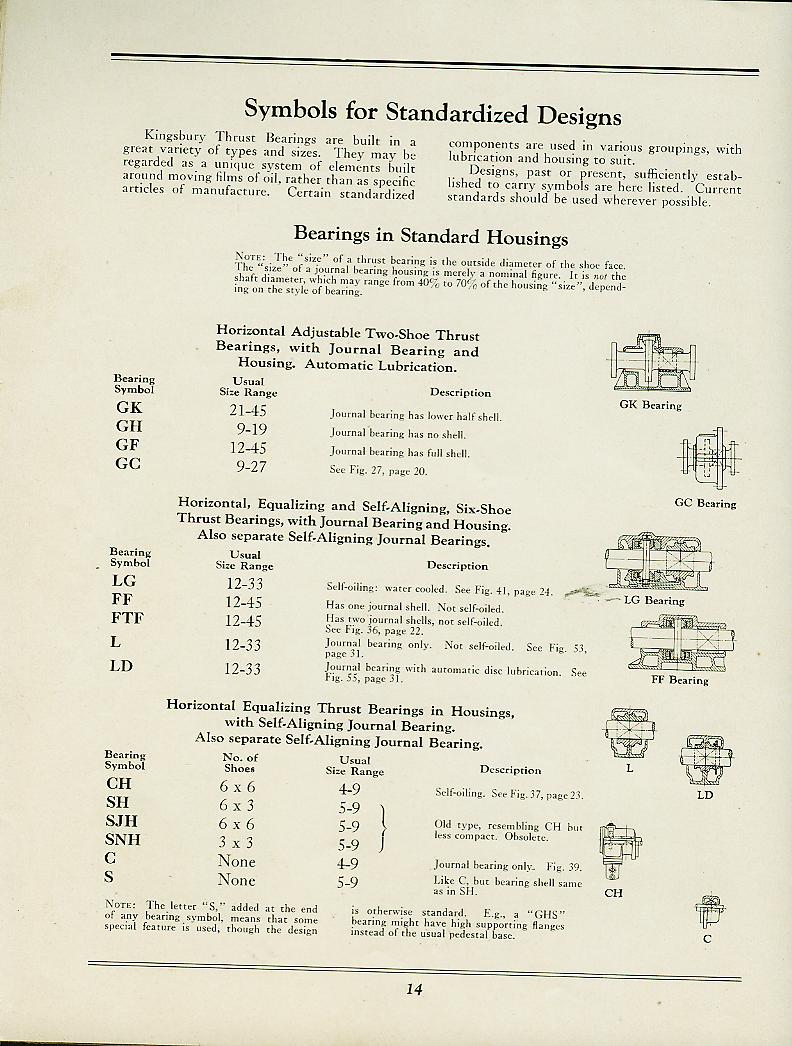 Symbols for Standardized Designs
Kingsbury Thrust Bearings are built in a
great variety of types and sizes. They may be
regarded as a unique system of elements built
around moving films of oil, rather than as specific
articles of manufacture. Certain standardized
components are used in various groupings, with
lubrication and housing to suit.
Designs, past or present, sufficiently estab-
lished to carry symbols are here listed. Current
standards should be used wherever possible.
Bearings in Standard Housings
NOTE: The "size" of a thrust bearing is the outside diameter of the shoe face.
The "size" of a journal bearing housing is merely a nominal figure. It is not the
shaft diameter, which may range from 40% to 70% of the housing "size", depend-
ing on the style of bearing.
Horizontal Adjustable Two-Shoe Thrust
Bearings, with Journal Bearing and
Housing. Automatic Lubrication.
Bearing Symbol Usual Size Range Description
GK 21-45 Journal bearing has lower half shell.
GH 9-19 Journal bearing has no shell.
GF 12-45 Journal bearing has full shell.
GC 9-27 See Fig. 27, page 20.
GK Bearing
GC Bearing
Horizontal, Equalizing and Self-Aligning, Six-Shoe
Thrust Bearings, with Journal Bearing and Housing.
Also separate Self-Aligning Journal Bearings.
Bearing Symbol Usual Size Range Description
LG 12-33 Self-oiling: water cooled. See Fig. 41, page 24.
FF 12-45 Has one journal shell. Not self-oiled.
FTF 12-45 Has two journal shells, not self-oiled.
See Fig. 36, page 22.
L 12-33 Journal bearing only. Not self-oiled. See Fig. 53,
page 31.
LD 12-33 Journal bearing with automatic disc lubrication. See
Fig. 55, page 31.
LG Bearing
FF Bearing
Horizontal Equalizing Thrust Bearings in Housings,
with Self-Aligning Journal Bearing.
Also separate Self-Aligning Journal Bearing.
Bearing Symbol No. of Shoes Usual Size Range Description
CH 6 x 6 4-9 Self-oiling. See Fig. 37, page 23.
SH 6 x 3 5-9
SJH 6 x 6 5-9 Old type, resembling CH but
less compact. Obsolete.
SNH 3 x 3 5-9
C None 4-9 Journal bearing only. Fig. 39.
S None 5-9 Like C, but bearing shell same
as in SH.
L
LD
CH
C
NOTE: The letter "S," added at the end
of any bearing symbol, means that some
special feature is used, though the design
is otherwise standard. E.g., a "GHS"
bearing might have high supporting flanges
instead of the usual pedestal base.
14